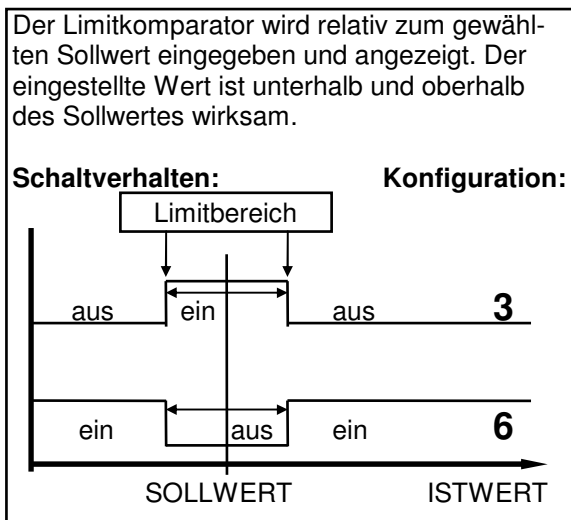 Der Limitkomparator wird relativ zum gewähl-
ten Sollwert eingegeben und angezeigt. Der
eingestellte Wert ist unterhalb und oberhalb
des Sollwertes wirksam.
Schaltverhalten: Konfiguration:
Limitbereich
aus ein aus 3
ein aus ein 6
SOLLWERT ISTWERT